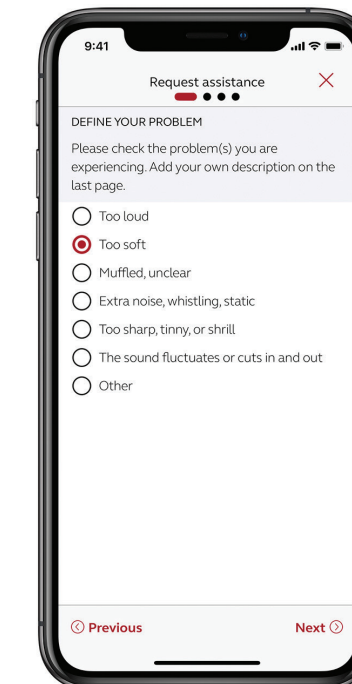 9:41
Request assistance
DEFINE YOUR PROBLEM
Please check the problem(s) you are
experiencing. Add your own description on the
last page.
Too loud
Too soft
Muffled, unclear
Extra noise, whistling, static
Too sharp, tinny, or shrill
The sound fluctuates or cuts in and out
Other
Previous
Next